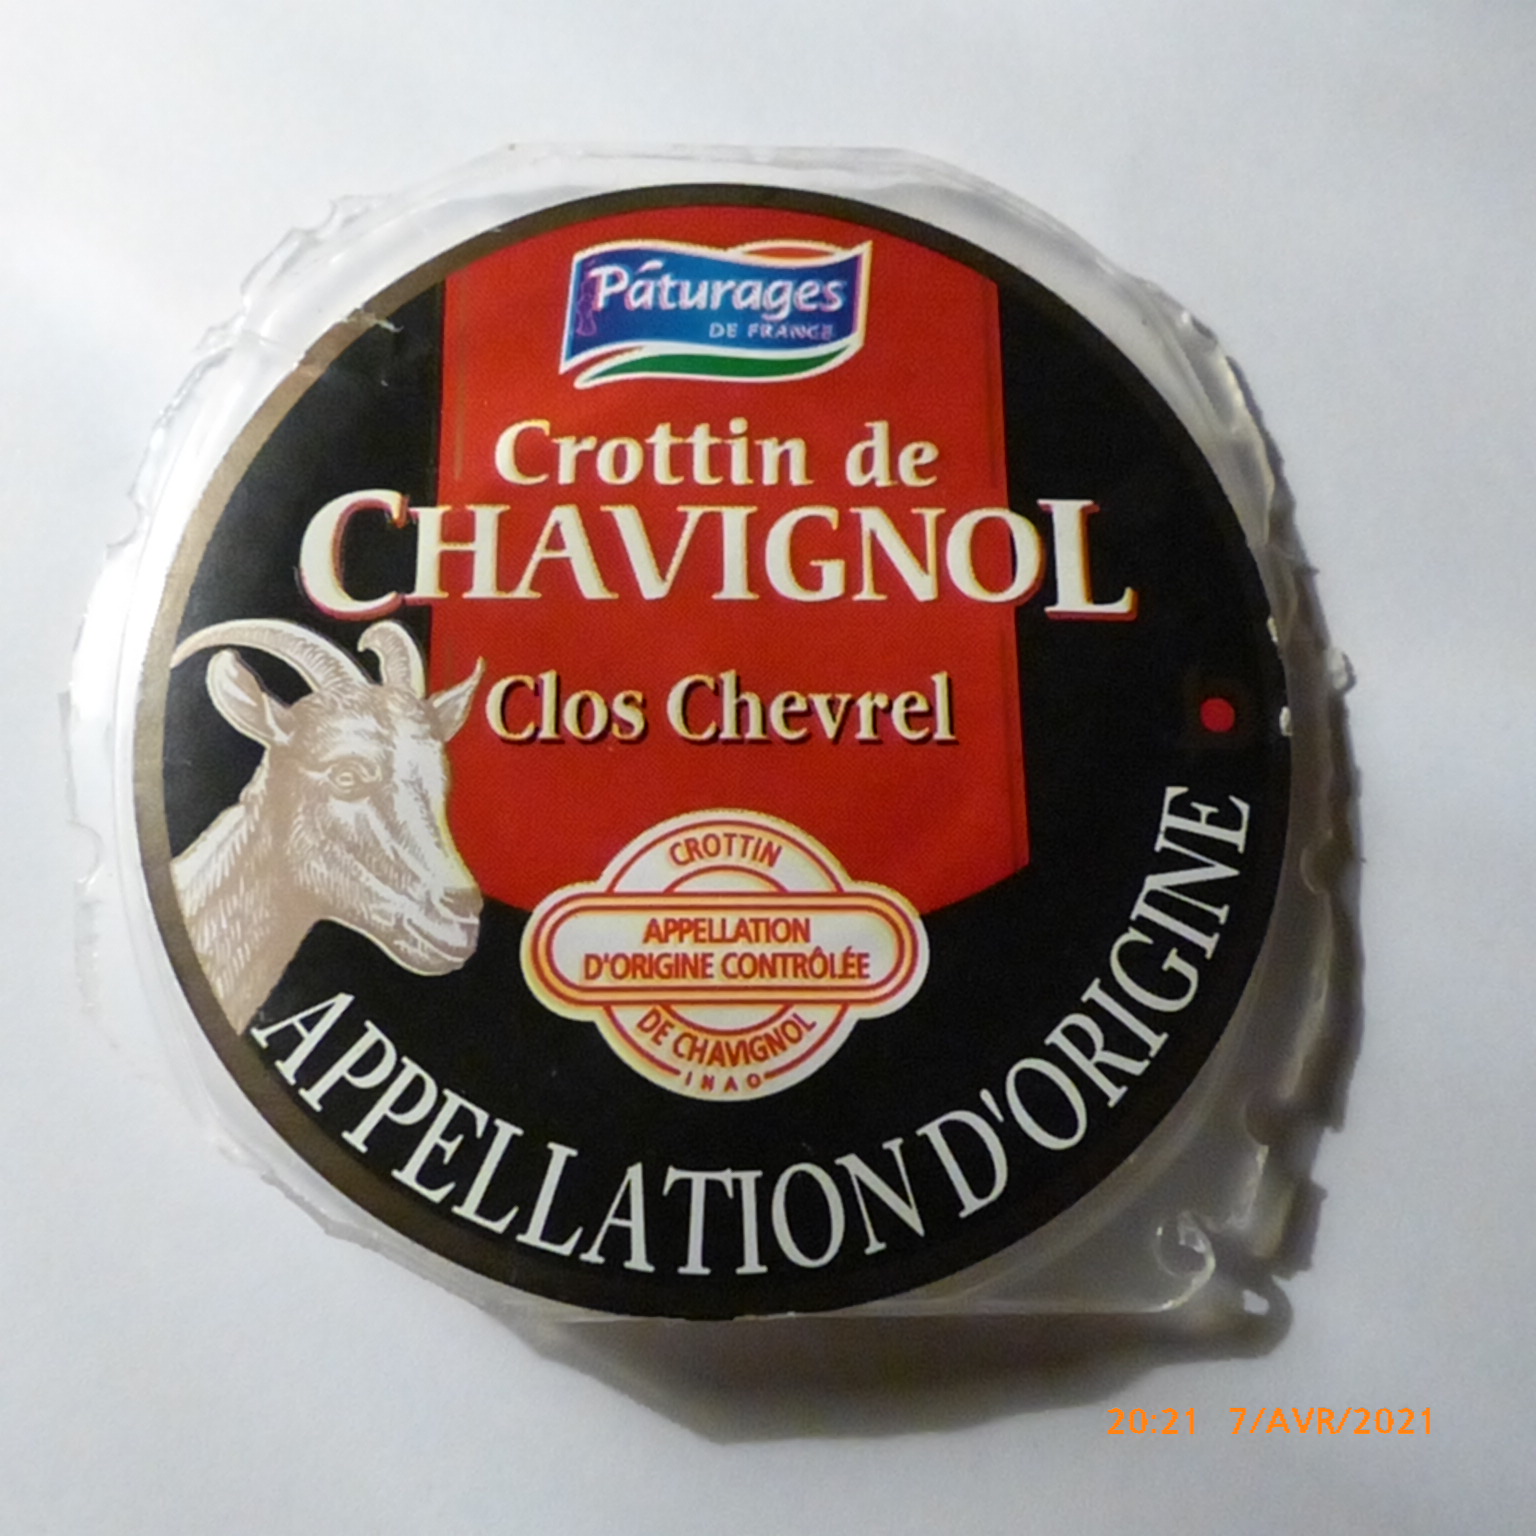 Pâturages
DE FRANCE
Crottin de
CHAVIGNOL
Clos Chevrel
CROTTIN
APPELLATION
D'ORIGINE CONTRÔLÉE
DE CHAVIGNOL
INAO
APPELLATION D'ORIGINE
20:21 7/AVR/2021